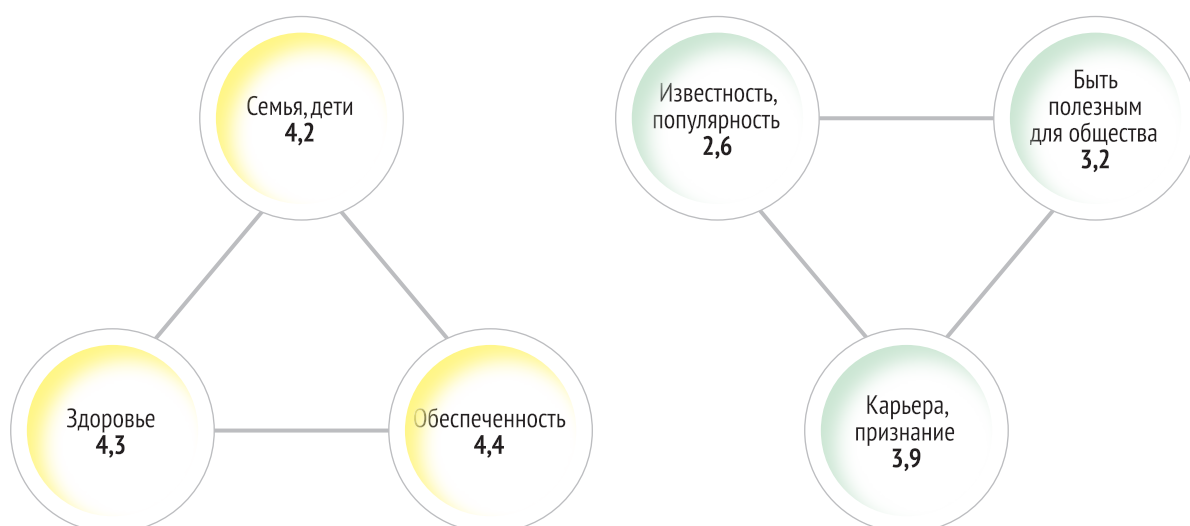 Семья, дети
4,2
Здоровье
4,3
Обеспеченность
4,4
Известность,
популярность
2,6
Быть
полезным
для общества
3,2
Карьера,
признание
3,9